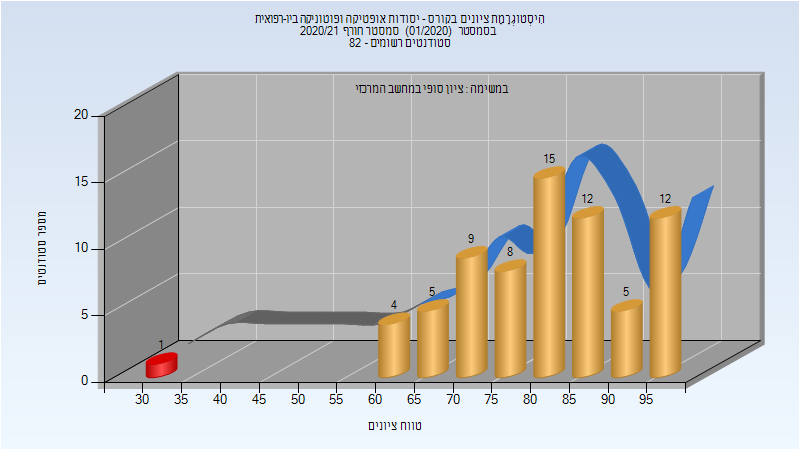 היסטוגרמת ציונים בקורס - יסודות אופטיקה ופוטוניקה ביו-רפואית
בסמסטר (01/2020) סמסטר חורף 2020/21
סטודנטים רשומים - 82
במשימה : ציון סופי במחשב המרכזי
מספר סטודנטים
20
15
10
5
0
1
4
5
9
8
15
12
5
12
30 35 40 45 50 55 60 65 70 75 80 85 90 95
טווח ציונים